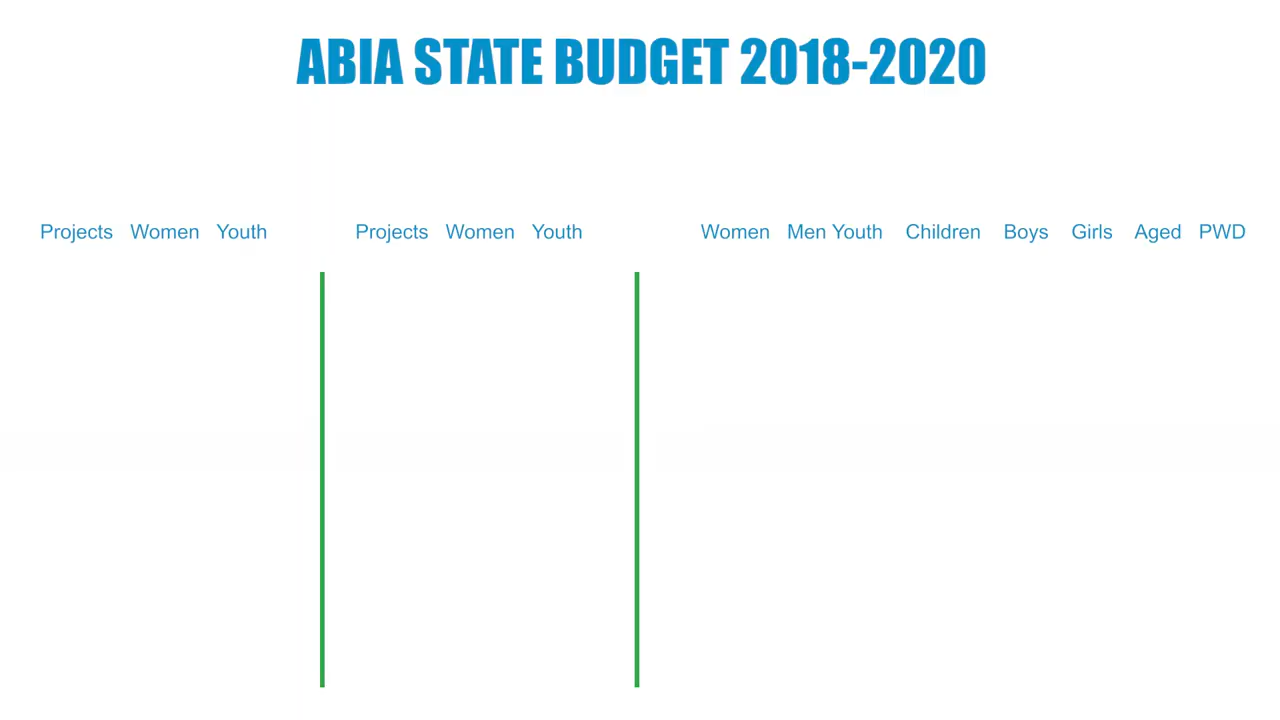 ABIA STATE BUDGET 2018-2020
Projects Women Youth Projects Women Youth Women Men Youth Children Boys Girls Aged PWD